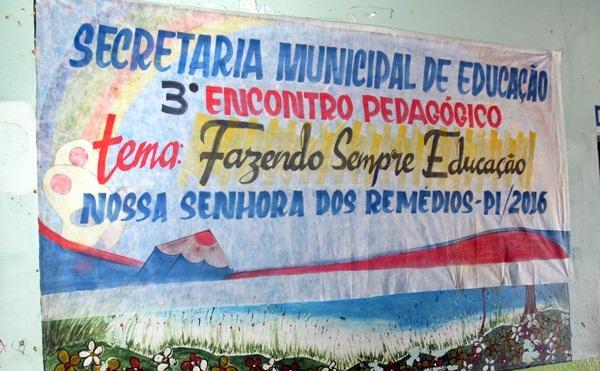 SECRETARIA MUNICIPAL DE EDUCAÇÃO
3° ENCONTRO PEDAGÓGICO
tema: Fazendo Sempre Educação
NOSSA SENHORA DOS REMÉDIOS-PI/2016